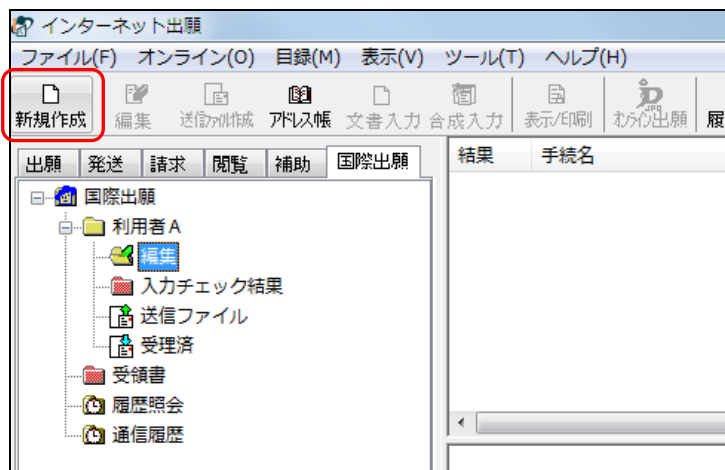 インターネット出願
ファイル(F) オンライン(O) 目録(M) 表示(V) ツール(T) ヘルプ(H)
新規作成 編集 送信ファイル作成 アドレス帳 文書入力 合成入力 表示/印刷 オンライン出願 履
出願 発送 請求 閲覧 補助 国際出願 結果 手続名
国際出願
利用者A
編集
入力チェック結果
送信ファイル
受理済
受領書
履歴照会
通信履歴